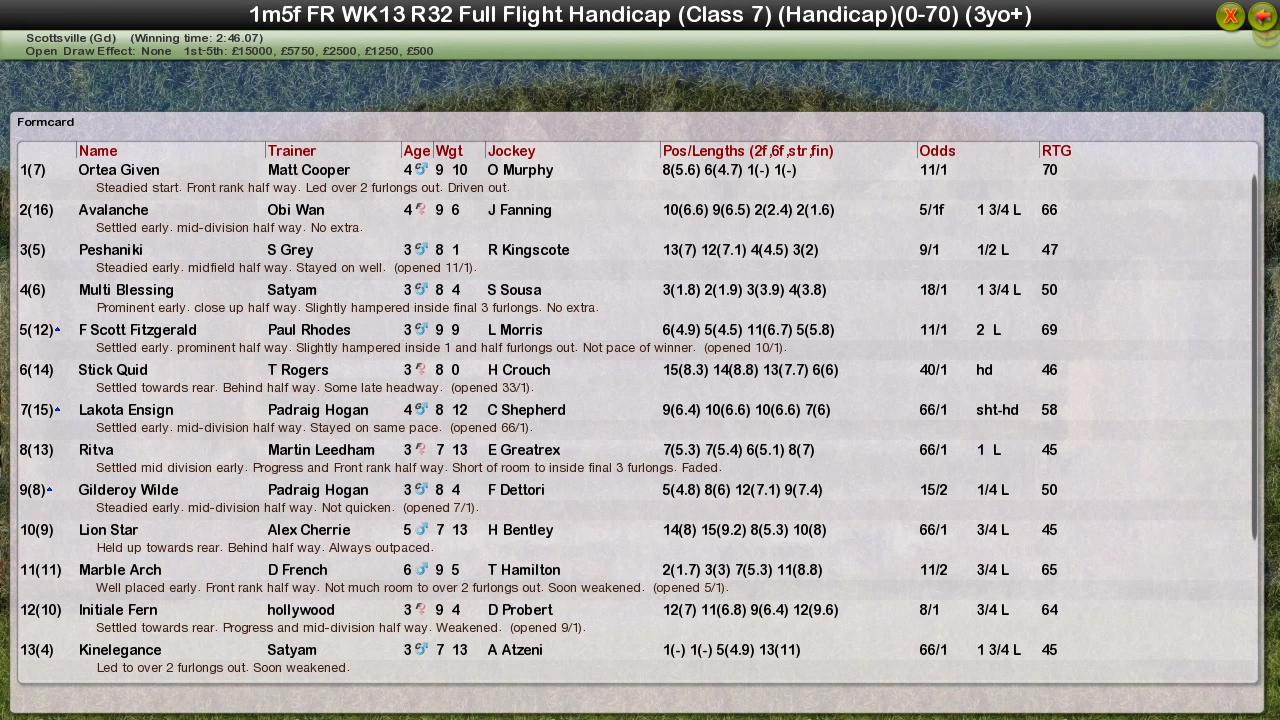 1m5f FR WK13 R32 Full Flight Handicap (Class 7) (Handicap)(0-70) (3yo+)
Scottsville (Gd) (Winning time: 2:46.07)
Open Draw Effect: None 1st-5th: £15000, £5750, £2500, £1250, £500
Formcard
Name Trainer Age Wgt Jockey Pos/Lengths (2f,6f,str,fin) Odds RTG
1(7) Ortea Given Matt Cooper 4 9 10 O Murphy 8(5.6) 6(4.7) 1(-) 1(-) 11/1 70
Steadied start. Front rank half way. Led over 2 furlongs out. Driven out.
2(16) Avalanche Obi Wan 4 9 6 J Fanning 10(6.6) 9(6.5) 2(2.4) 2(1.6) 5/1f 1 3/4 L 66
Settled early. mid-division half way. No extra.
3(5) Peshaniki S Grey 3 8 1 R Kingscote 13(7) 12(7.1) 4(4.5) 3(2) 9/1 1/2 L 47
Steadied early. midfield half way. Stayed on well. (opened 11/1).
4(6) Multi Blessing Satyam 3 8 4 S Sousa 3(1.8) 2(1.9) 3(3.9) 4(3.8) 18/1 1 3/4 L 50
Prominent early. close up half way. Slightly hampered inside final 3 furlongs. No extra.
5(12) F Scott Fitzgerald Paul Rhodes 3 9 9 L Morris 6(4.9) 5(4.5) 11(6.7) 5(5.8) 11/1 2 L 69
Settled early. prominent half way. Slightly hampered inside 1 and half furlongs out. Not pace of winner. (opened 10/1).
6(14) Stick Quid T Rogers 3 8 0 H Crouch 15(8.3) 14(8.8) 13(7.7) 6(6) 40/1 hd 46
Settled towards rear. Behind half way. Some late headway. (opened 33/1).
7(15) Lakota Ensign Padraig Hogan 4 8 12 C Shepherd 9(6.4) 10(6.6) 10(6.6) 7(6) 66/1 sht-hd 58
Settled early. mid-division half way. Stayed on same pace. (opened 66/1).
8(13) Ritva Martin Leedham 3 7 13 E Greatrex 7(5.3) 7(5.4) 6(5.1) 8(7) 66/1 1 L 45
Settled mid division early. Progress and Front rank half way. Short of room to inside final 3 furlongs. Faded.
9(8) Gilderoy Wilde Padraig Hogan 3 8 4 F Dettori 5(4.8) 8(6) 12(7.1) 9(7.4) 15/2 1/4 L 50
Steadied early. mid-division half way. Not quicken. (opened 7/1).
10(9) Lion Star Alex Cherrie 5 7 13 H Bentley 14(8) 15(9.2) 8(5.3) 10(8) 66/1 3/4 L 45
Held up towards rear. Behind half way. Always outpaced.
11(11) Marble Arch D French 6 9 5 T Hamilton 2(1.7) 3(3) 7(5.3) 11(8.8) 11/2 3/4 L 65
Well placed early. Front rank half way. Not much room to over 2 furlongs out. Soon weakened. (opened 5/1).
12(10) Initiale Fern hollywood 3 9 4 D Probert 12(7) 11(6.8) 9(6.4) 12(9.6) 8/1 3/4 L 64
Settled towards rear. Progress and mid-division half way. Weakened. (opened 9/1).
13(4) Kinelegance Satyam 3 7 13 A Atzeni 1(-) 1(-) 5(4.9) 13(11) 66/1 1 3/4 L 45
Led to over 2 furlongs out. Soon weakened.